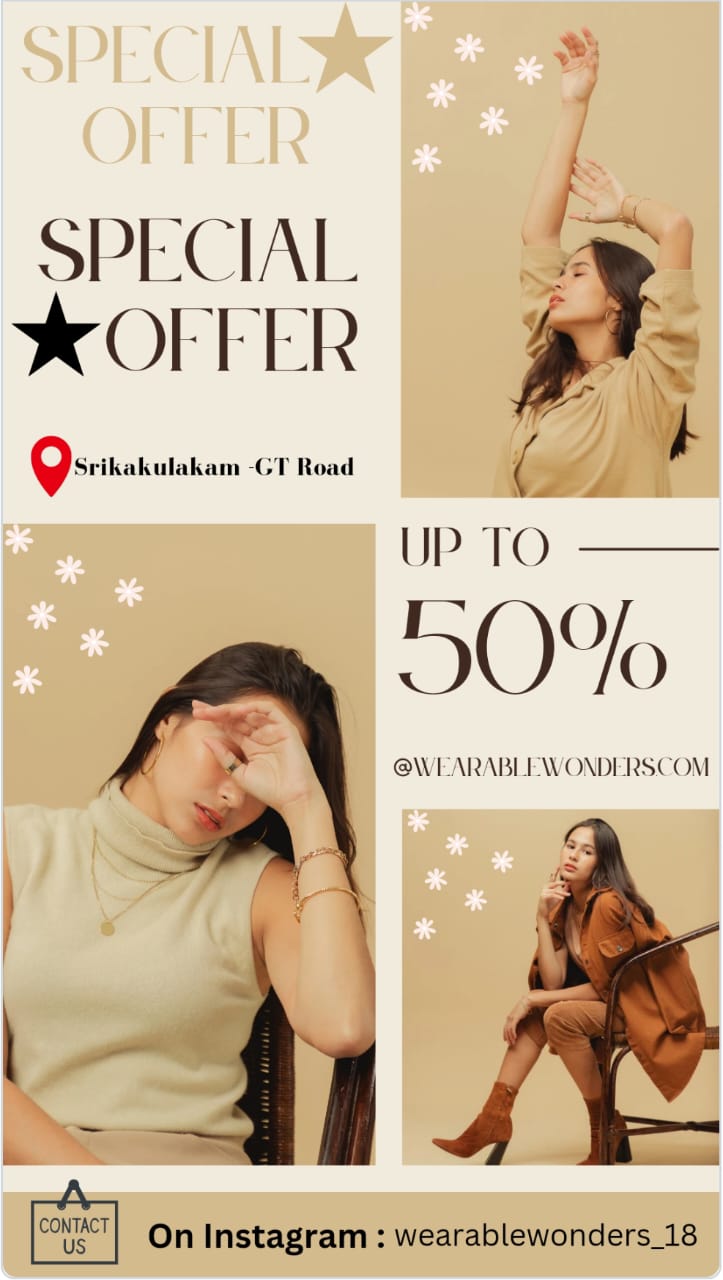 SPECIAL
OFFER
SPECIAL
OFFER
Srikakulakam -GT Road
UP TO
50%
@WEARABLEWONDERS.COM
CONTACT
US
On Instagram : wearablewonders_18